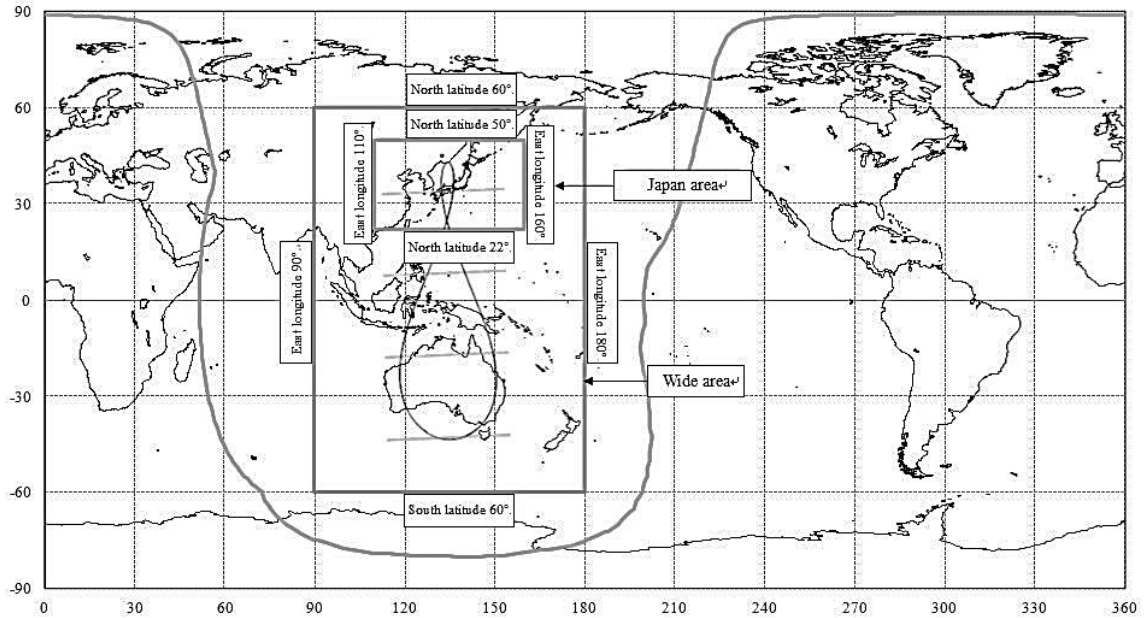 90
60
30
0
-30
-60
-90
North latitude 60°.
North latitude 50°.
East longitude 110°
East longitude 160°
Japan area↵
North latitude 22°.
East longitude 90°.
East longitude 180°
Wide area↵
South latitude 60°.
0 30 60 90 120 150 180 210 240 270 300 330 360